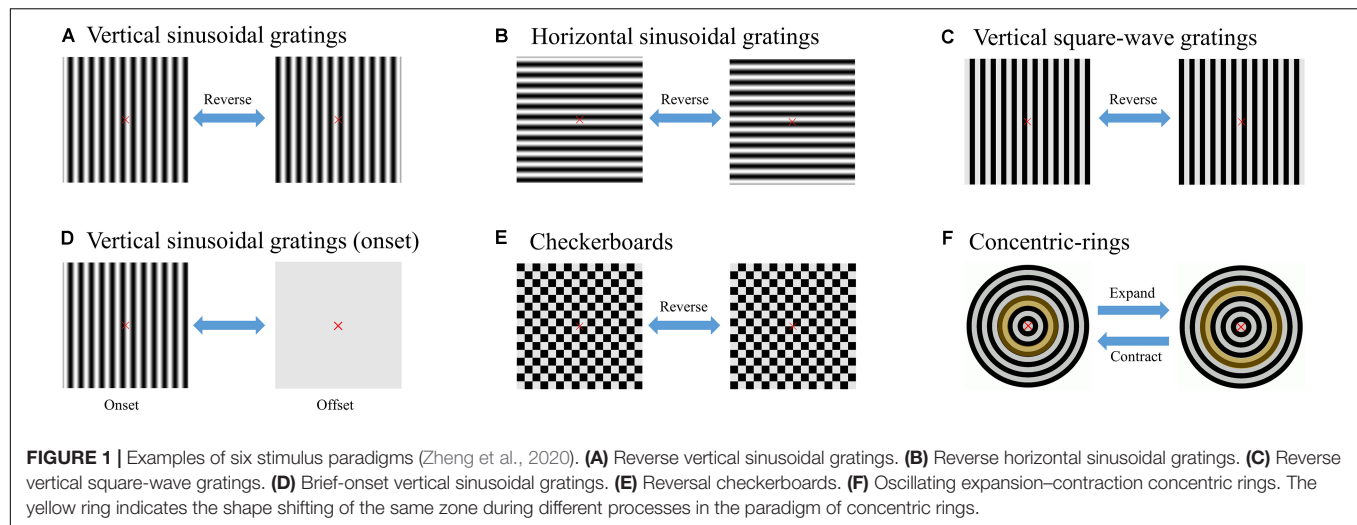 A Vertical sinusoidal gratings
Reverse
B Horizontal sinusoidal gratings
Reverse
C Vertical square-wave gratings
Reverse
D Vertical sinusoidal gratings (onset)
Onset
Offset
E Checkerboards
Reverse
F Concentric-rings
Expand
Contract
FIGURE 1 | Examples of six stimulus paradigms (Zheng et al., 2020). (A) Reverse vertical sinusoidal gratings. (B) Reverse horizontal sinusoidal gratings. (C) Reverse
vertical square-wave gratings. (D) Brief-onset vertical sinusoidal gratings. (E) Reversal checkerboards. (F) Oscillating expansion–contraction concentric rings. The
yellow ring indicates the shape shifting of the same zone during different processes in the paradigm of concentric rings.